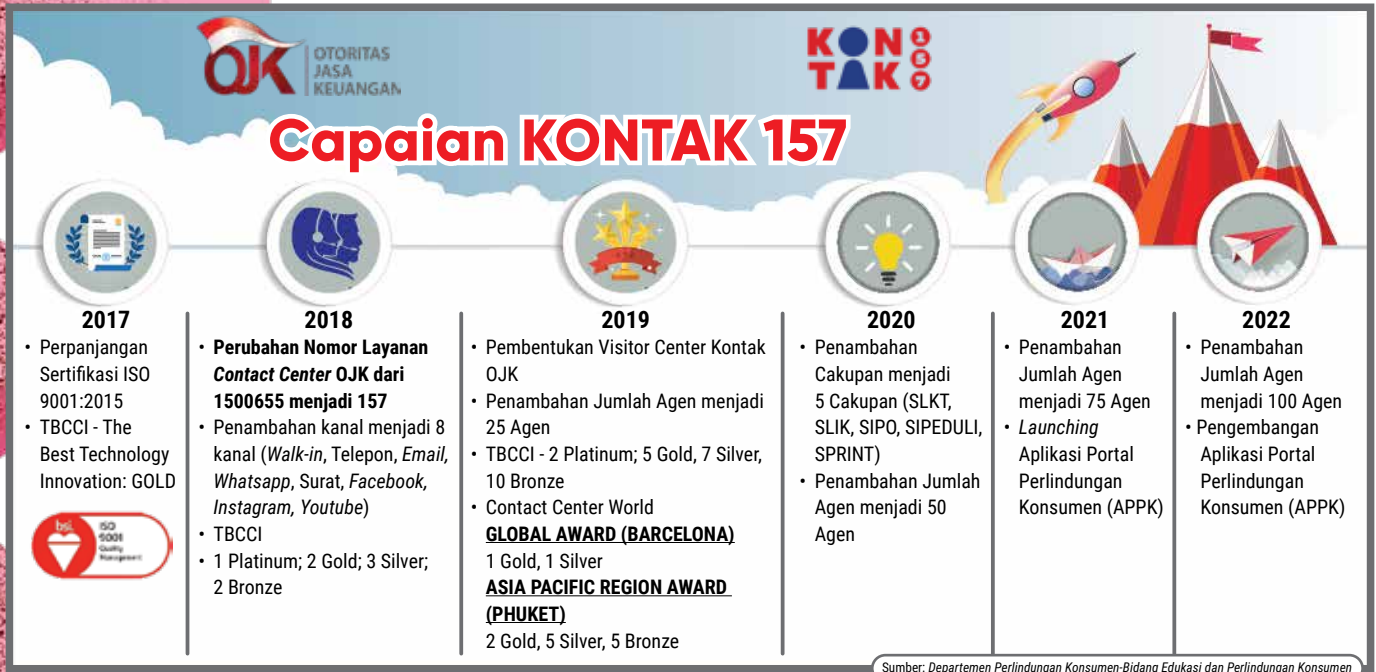 OJK
OTORITAS
JASA
KEUANGAN
KON
TAK
157
Capaian KONTAK 157
2017
• Perpanjangan
Sertifikasi ISO
9001:2015
• TBCCI - The
Best Technology
Innovation: GOLD
bsi.
ISO
9001
Quality
Management
2018
• Perubahan Nomor Layanan
Contact Center OJK dari
1500655 menjadi 157
• Penambahan kanal menjadi 8
kanal (Walk-in, Telepon, Email,
Whatsapp, Surat, Facebook,
Instagram, Youtube)
• TBCCI
• 1 Platinum; 2 Gold; 3 Silver;
2 Bronze
2019
• Pembentukan Visitor Center Kontak
OJK
• Penambahan Jumlah Agen menjadi
25 Agen
• TBCCI - 2 Platinum; 5 Gold, 7 Silver,
10 Bronze
• Contact Center World
GLOBAL AWARD (BARCELONA)
1 Gold, 1 Silver
ASIA PACIFIC REGION AWARD
(PHUKET)
2 Gold, 5 Silver, 5 Bronze
2020
• Penambahan
Cakupan menjadi
5 Cakupan (SLKT,
SLIK, SIPO, SIPEDULI,
SPRINT)
• Penambahan Jumlah
Agen menjadi 50
Agen
2021
• Penambahan
Jumlah Agen
menjadi 75 Agen
• Launching
Aplikasi Portal
Perlindungan
Konsumen (APPK)
2022
• Penambahan
Jumlah Agen
menjadi 100 Agen
• Pengembangan
Aplikasi Portal
Perlindungan
Konsumen (APPK)
Sumber: Departemen Perlindungan Konsumen-Bidang Edukasi dan Perlindungan Konsumen